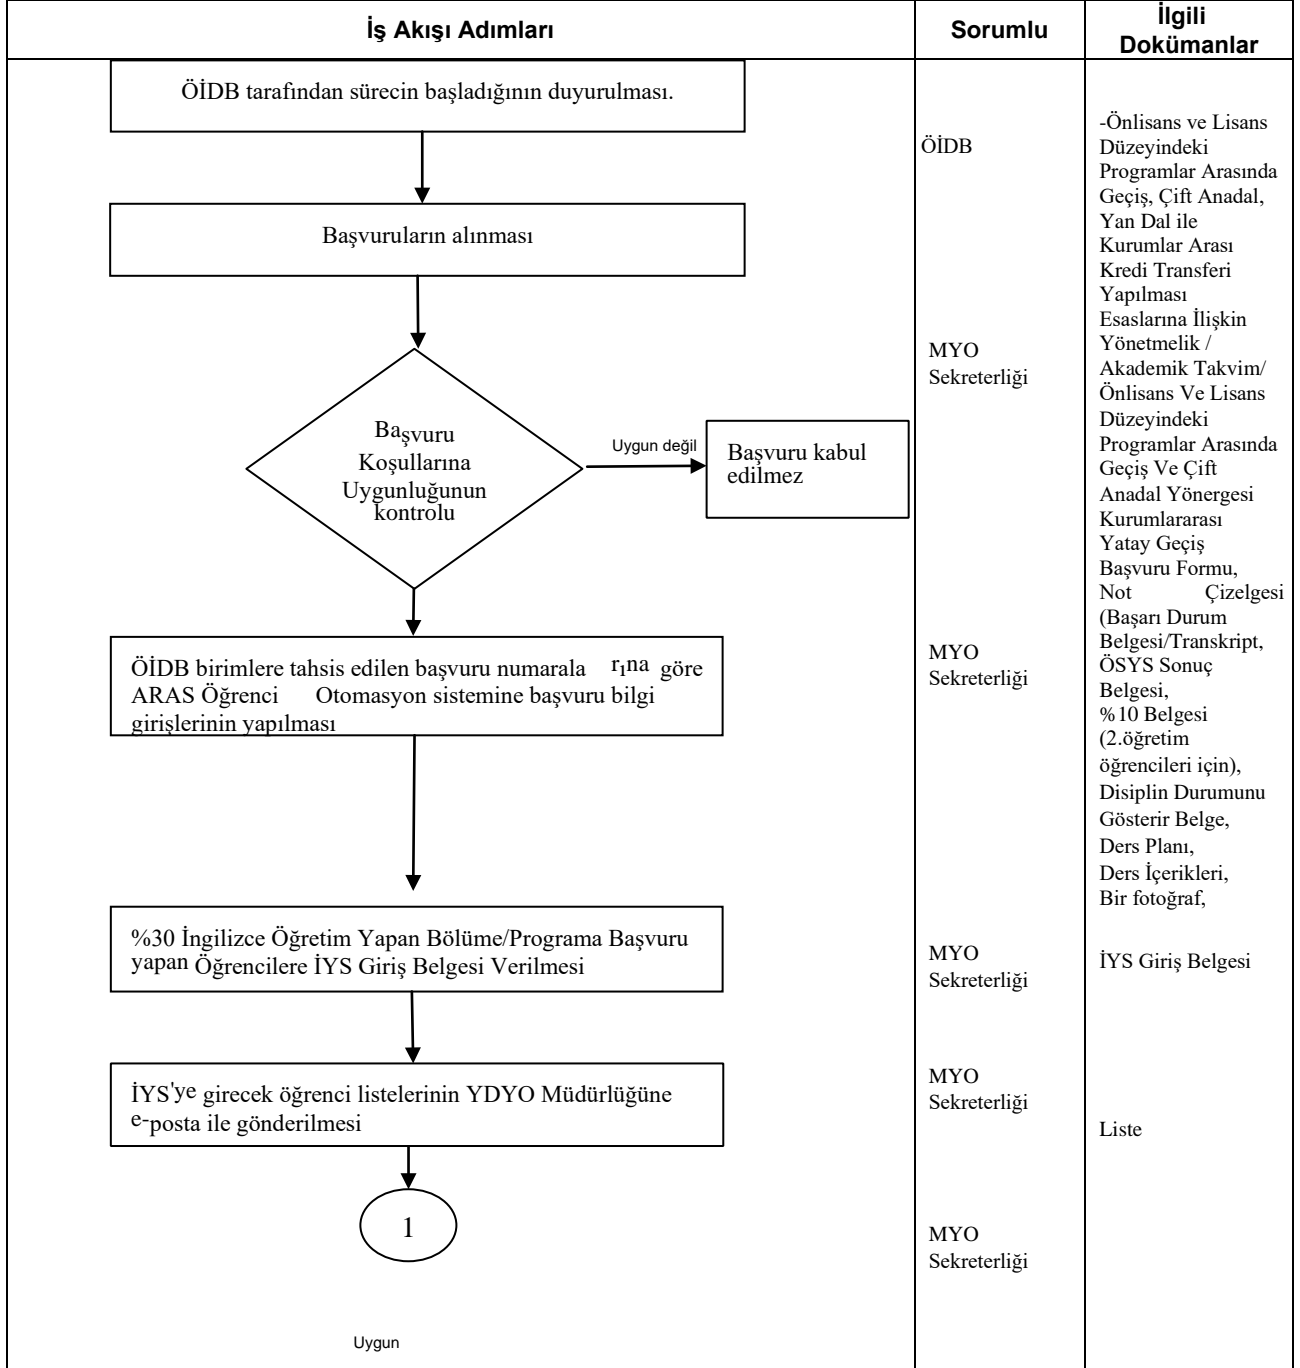 İş Akışı Adımları
Sorumlu
İlgili
Dokümanlar
ÖİDB tarafından sürecin başladığının duyurulması.
Başvuruların alınması
Başvuru
Koşullarına
Uygunluğunun
kontrolu
Uygun değil
Başvuru kabul
edilmez
ÖİDB birimlere tahsis edilen başvuru numarala rına göre
ARAS Öğrenci Otomasyon sistemine başvuru bilgi
girişlerinin yapılması
%30 İngilizce Öğretim Yapan Bölüme/Programa Başvuru
yapan Öğrencilere İYS Giriş Belgesi Verilmesi
İYS'ye girecek öğrenci listelerinin YDYO Müdürlüğüne
e-posta ile gönderilmesi
1
Uygun
ÖİDB
MYO
Sekreterliği
MYO
Sekreterliği
MYO
Sekreterliği
MYO
Sekreterliği
MYO
Sekreterliği
-Önlisans ve Lisans
Düzeyindeki
Programlar Arasında
Geçiş, Çift Anadal,
Yan Dal ile
Kurumlar Arası
Kredi Transferi
Yapılması
Esaslarına İlişkin
Yönetmelik /
Akademik Takvim/
Önlisans Ve Lisans
Düzeyindeki
Programlar Arasında
Geçiş Ve Çift
Anadal Yönergesi
Kurumlararası
Yatay Geçiş
Başvuru Formu,
Not Çizelgesi
(Başarı Durum
Belgesi/Transkript,
ÖSYS Sonuç
Belgesi,
%10 Belgesi
(2.öğretim
öğrencileri için),
Disiplin Durumunu
Gösterir Belge,
Ders Planı,
Ders İçerikleri,
Bir fotoğraf,
İYS Giriş Belgesi
Liste